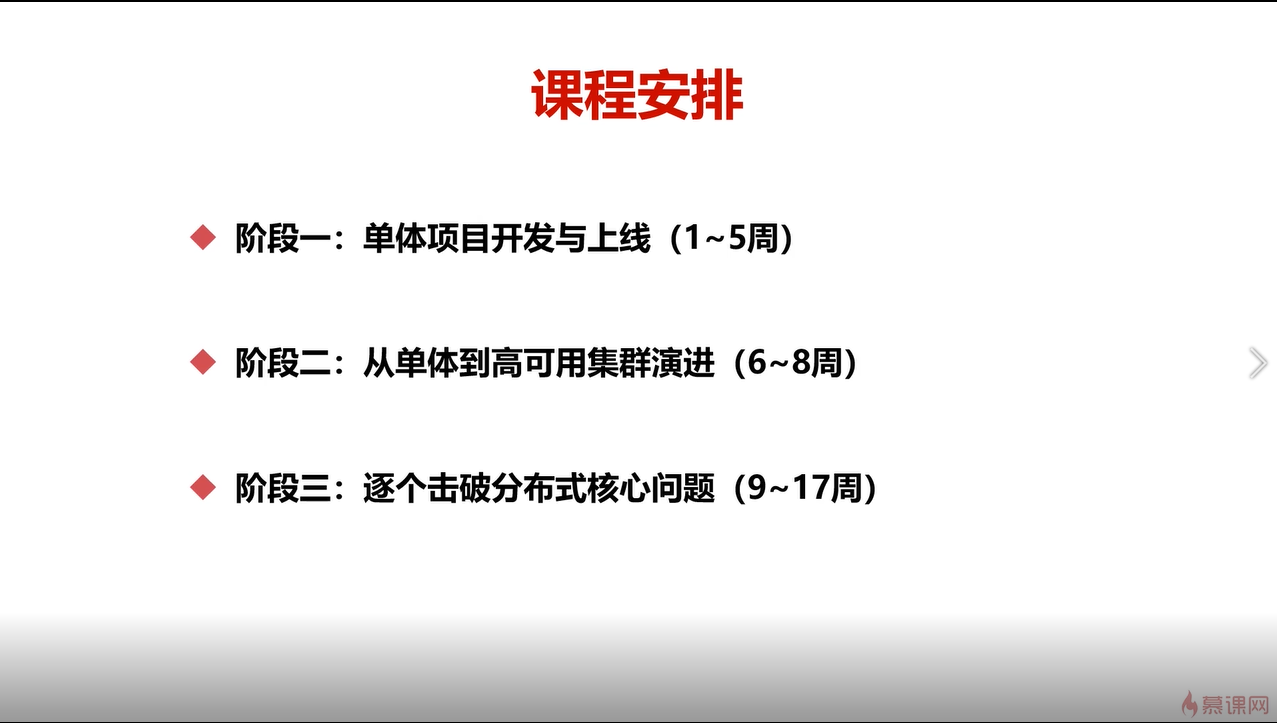 课程安排
阶段一：单体项目开发与上线（1~5周）
阶段二：从单体到高可用集群演进（6~8周）
阶段三：逐个击破分布式核心问题（9~17周）
慕课网